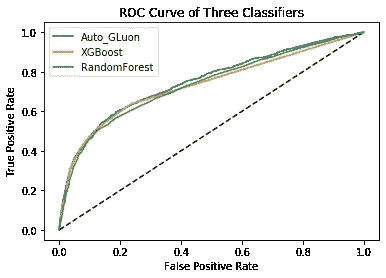 ROC Curve of Three Classifiers
Auto_GLuon
XGBoost
RandomForest
True Positive Rate
1.0
0.8
0.6
0.4
0.2
0.0
0.0 0.2 0.4 0.6 0.8 1.0
False Positive Rate